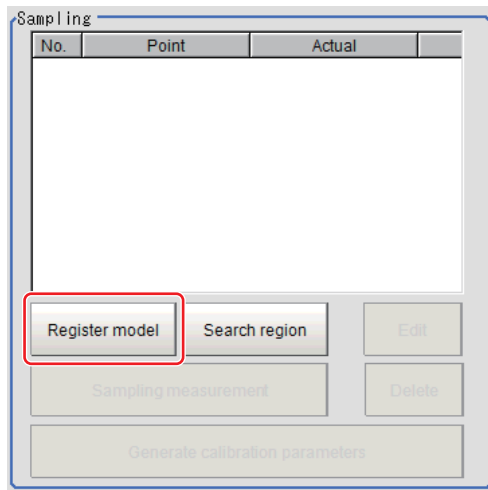 Sampling
No. Point Actual
Register model Search region Edit
Sampling measurement Delete
Generate calibration parameters